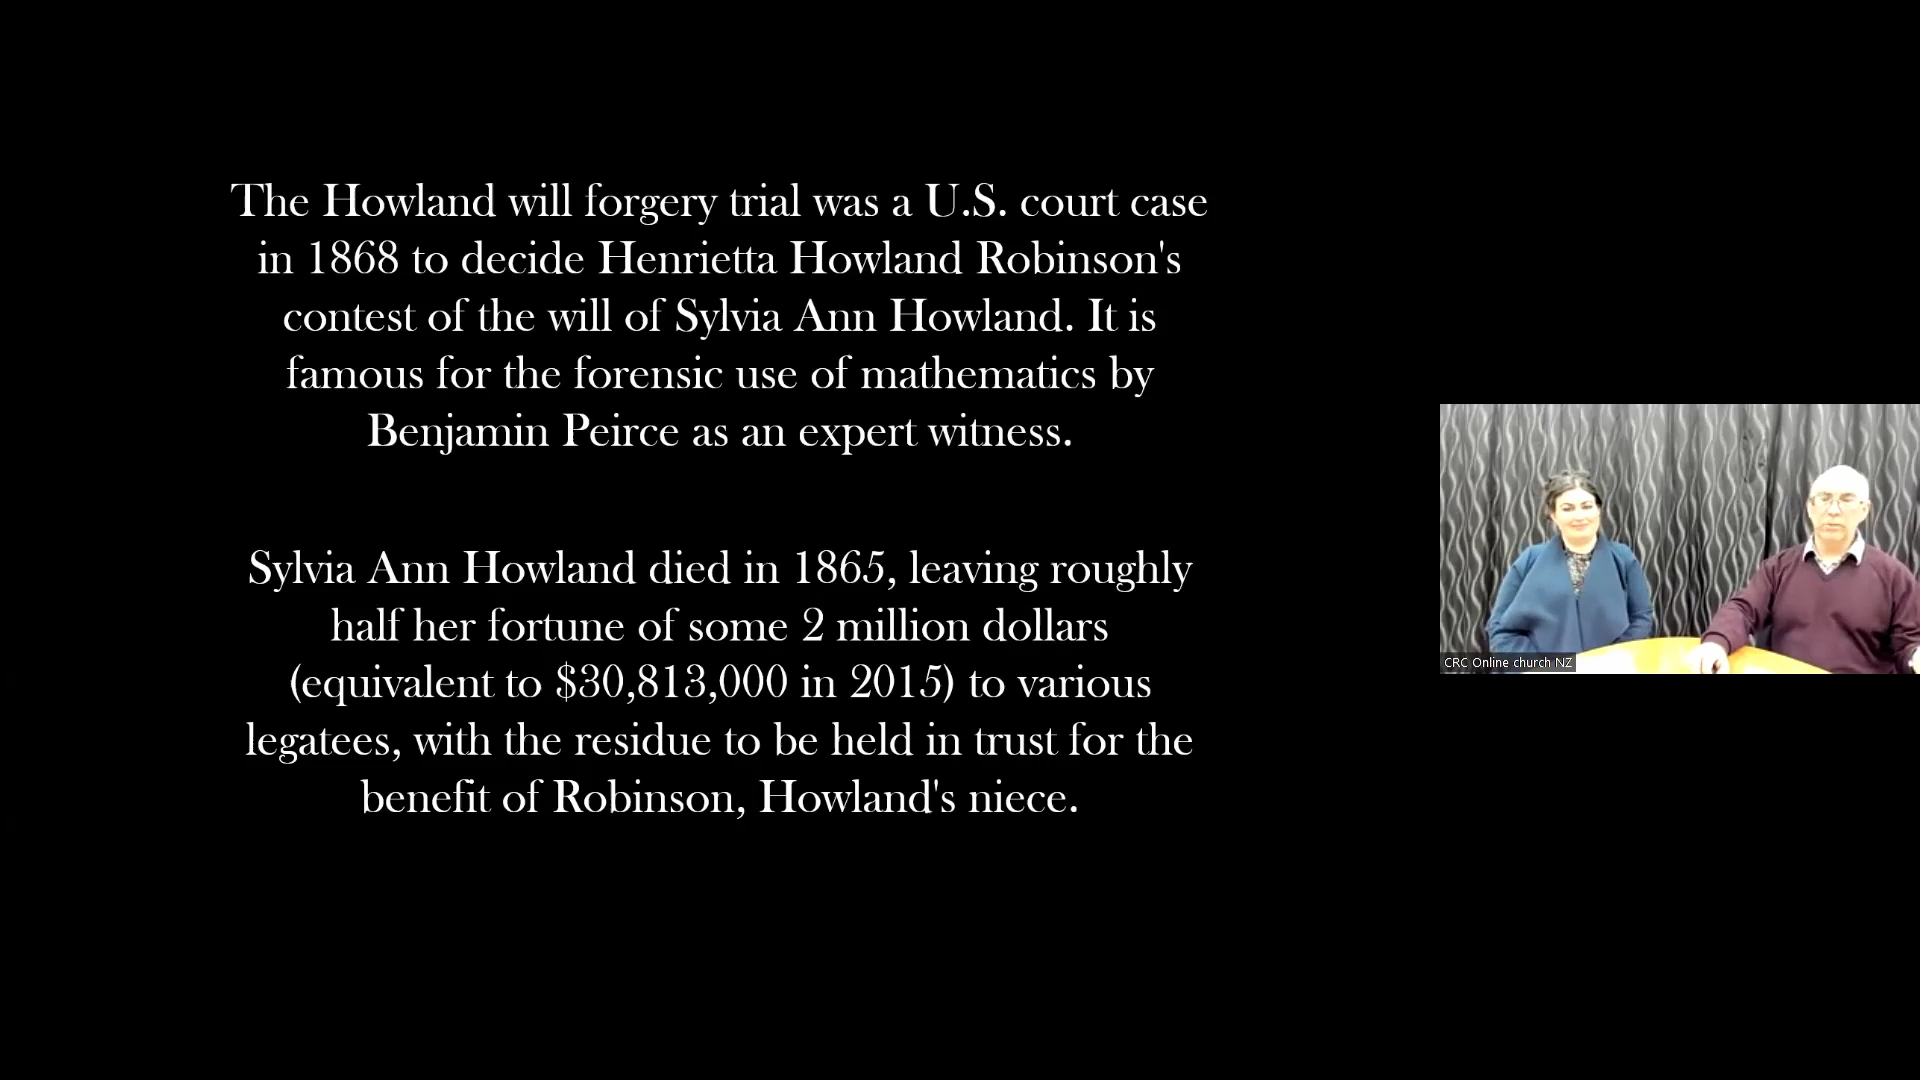 The Howland will forgery trial was a U.S. court case
in 1868 to decide Henrietta Howland Robinson's
contest of the will of Sylvia Ann Howland. It is
famous for the forensic use of mathematics by
Benjamin Peirce as an expert witness.
Sylvia Ann Howland died in 1865, leaving roughly
half her fortune of some 2 million dollars
(equivalent to $30,813,000 in 2015) to various
legatees, with the residue to be held in trust for the
benefit of Robinson, Howland's niece.
CRC Online church NZ